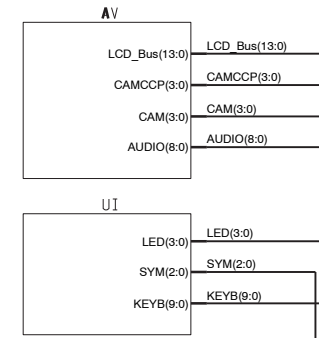 AV
LCD_Bus(13:0) LCD_Bus(13:0)
CAMCCP(3:0) CAMCCP(3:0)
CAM(3:0) CAM(3:0)
AUDIO(8:0) AUDIO(8:0)
UI
LED(3:0) LED(3:0)
SYM(2:0) SYM(2:0)
KEYB(9:0) KEYB(9:0)